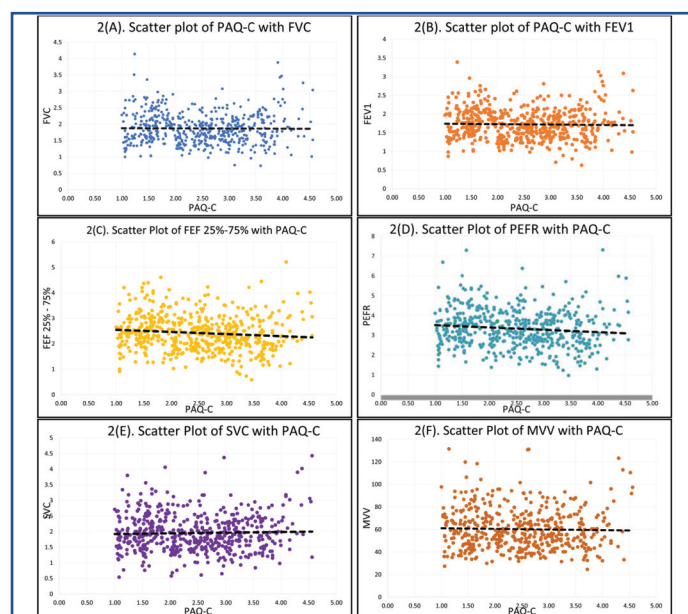 2(A). Scatter plot of PAQ-C with FVC
4.5
4
3.5
3
2.5
2
1.5
1
0.5
0
FVC
0.00 0.50 1.00 1.50 2.00 2.50 3.00 3.50 4.00 4.50 5.00
PAQ-C
2(B). Scatter plot of PAQ-C with FEV1
4
3.5
3
2.5
2
1.5
1
0.5
0
FEV1
0.00 0.50 1.00 1.50 2.00 2.50 3.00 3.50 4.00 4.50 5.00
PAQ-C
2(C). Scatter Plot of FEF 25%-75% with PAQ-C
6
5
4
3
2
1
0
FEF 25% - 75%
0.00 0.50 1.00 1.50 2.00 2.50 3.00 3.50 4.00 4.50 5.00
PAQ-C
2(D). Scatter Plot of PEFR with PAQ-C
8
7
6
5
4
3
2
1
0
PEFR
0.00 0.50 1.00 1.50 2.00 2.50 3.00 3.50 4.00 4.50 5.00
PAQ-C
2(E). Scatter Plot of SVC with PAQ-C
5
4.5
4
3.5
3
2.5
2
1.5
1
0.5
0
SVC
0.00 0.50 1.00 1.50 2.00 2.50 3.00 3.50 4.00 4.50 5.00
PAQ-C
2(F). Scatter Plot of MVV with PAQ-C
140
120
100
80
60
40
20
0
MVV
0.00 0.50 1.00 1.50 2.00 2.50 3.00 3.50 4.00 4.50 5.00
PAQ-C